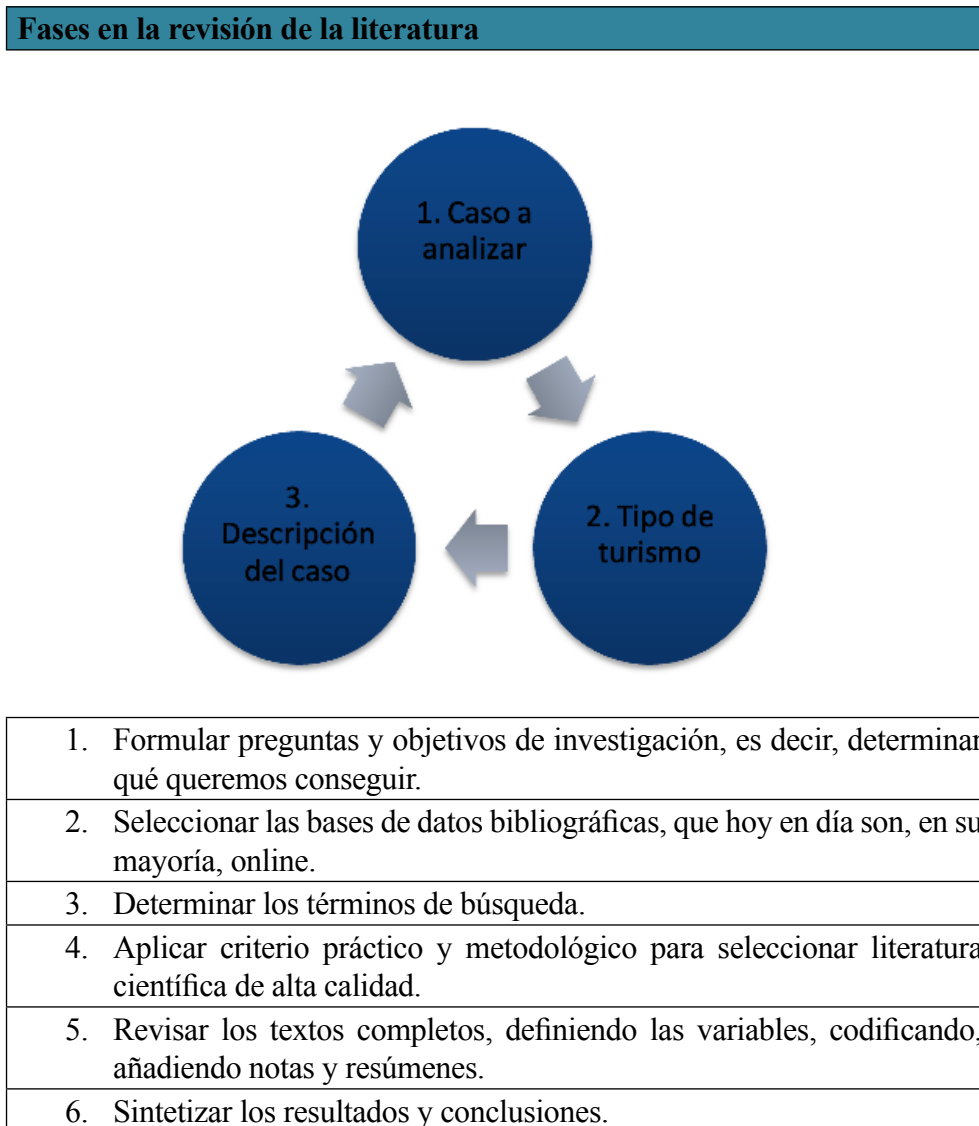 Fases en la revisión de la literatura
1. Caso a
analizar
2. Tipo de
turismo
3.
Descripción
del caso
1. Formular preguntas y objetivos de investigación, es decir, determinar
qué queremos conseguir.
2. Seleccionar las bases de datos bibliográficas, que hoy en día son, en su
mayoría, online.
3. Determinar los términos de búsqueda.
4. Aplicar criterio práctico y metodológico para seleccionar literatura
científica de alta calidad.
5. Revisar los textos completos, definiendo las variables, codificando,
añadiendo notas y resúmenes.
6. Sintetizar los resultados y conclusiones.